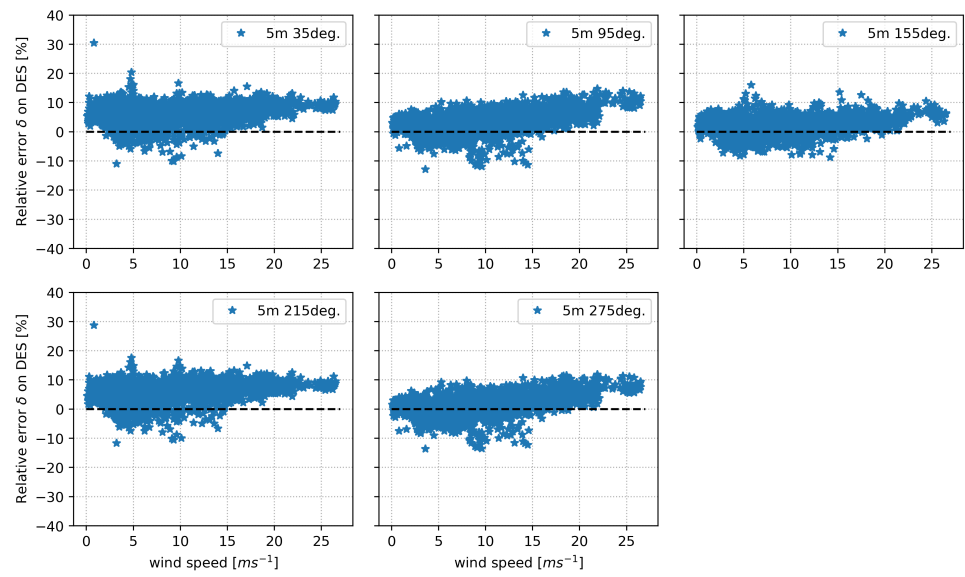 40
30
20
10
0
−10
−20
−30
−40
Relative error δ on DES [%]
5m 35deg.
0 5 10 15 20 25
5m 95deg.
0 5 10 15 20 25
5m 155deg.
0 5 10 15 20 25
40
30
20
10
0
−10
−20
−30
−40
Relative error δ on DES [%]
5m 215deg.
0 5 10 15 20 25
wind speed [ms⁻¹]
5m 275deg.
0 5 10 15 20 25
wind speed [ms⁻¹]